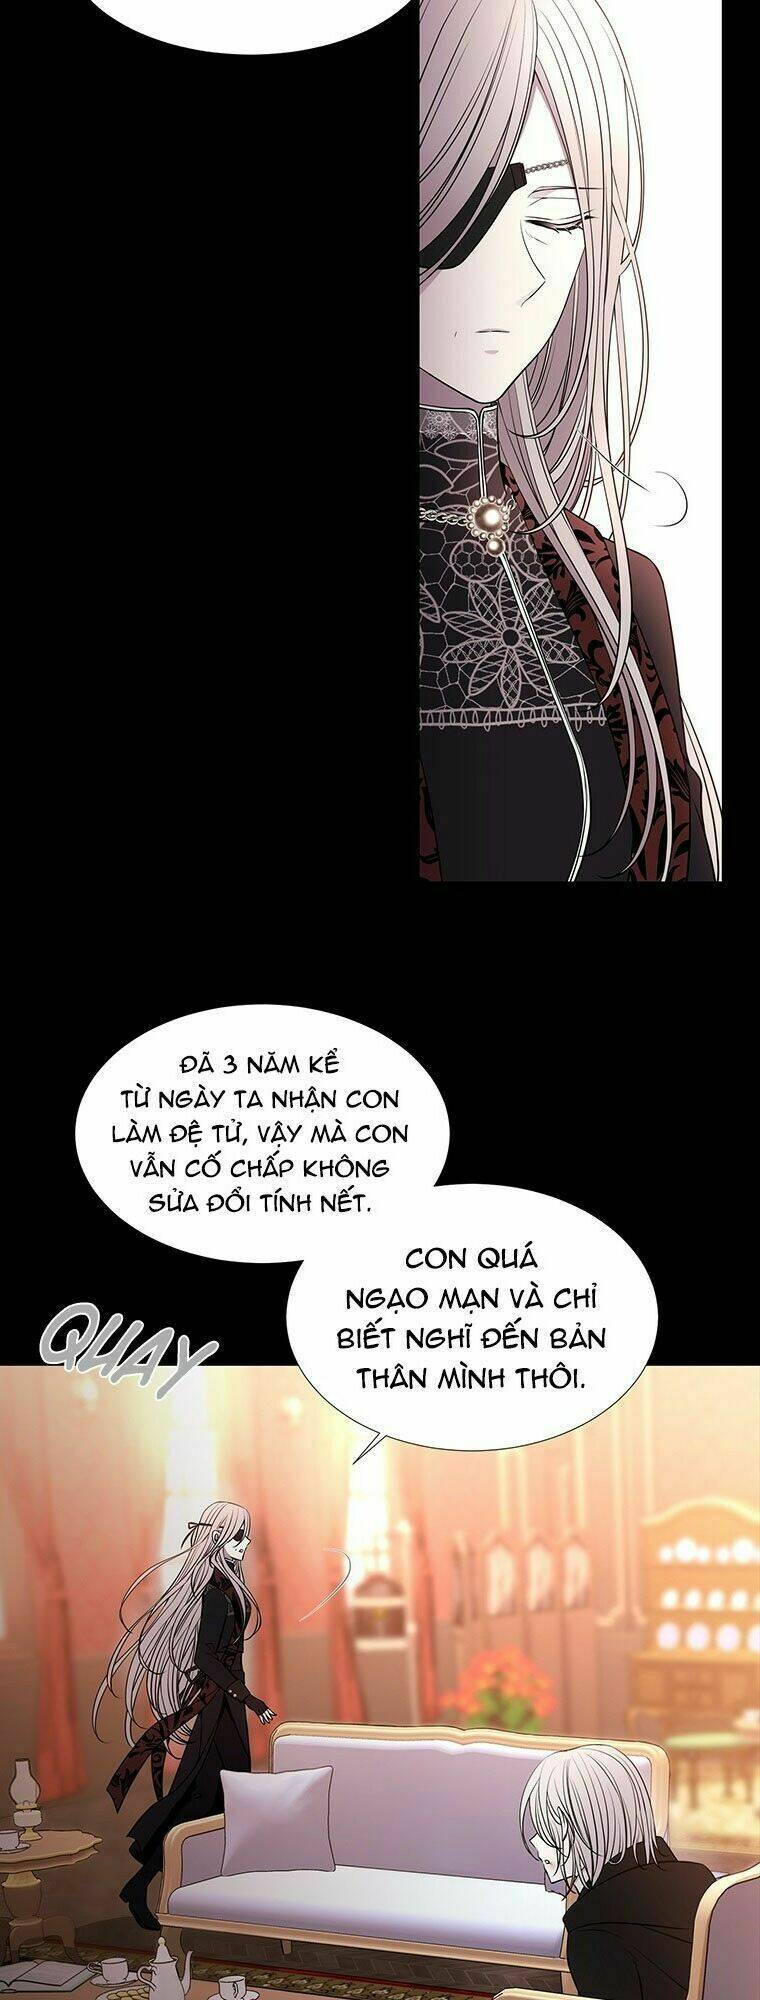 ĐÃ 3 NĂM KỂ
TỪ NGÀY TA NHẬN CON
LÀM ĐỆ TỬ, VẬY MÀ CON
VẪN CỐ CHẤP KHÔNG
SỬA ĐỔI TÍNH NẾT.
CON QUÁ
NGẠO MẠN VÀ CHỈ
BIẾT NGHĨ ĐẾN BẢN
THÂN MÌNH THÔI.
QUAY